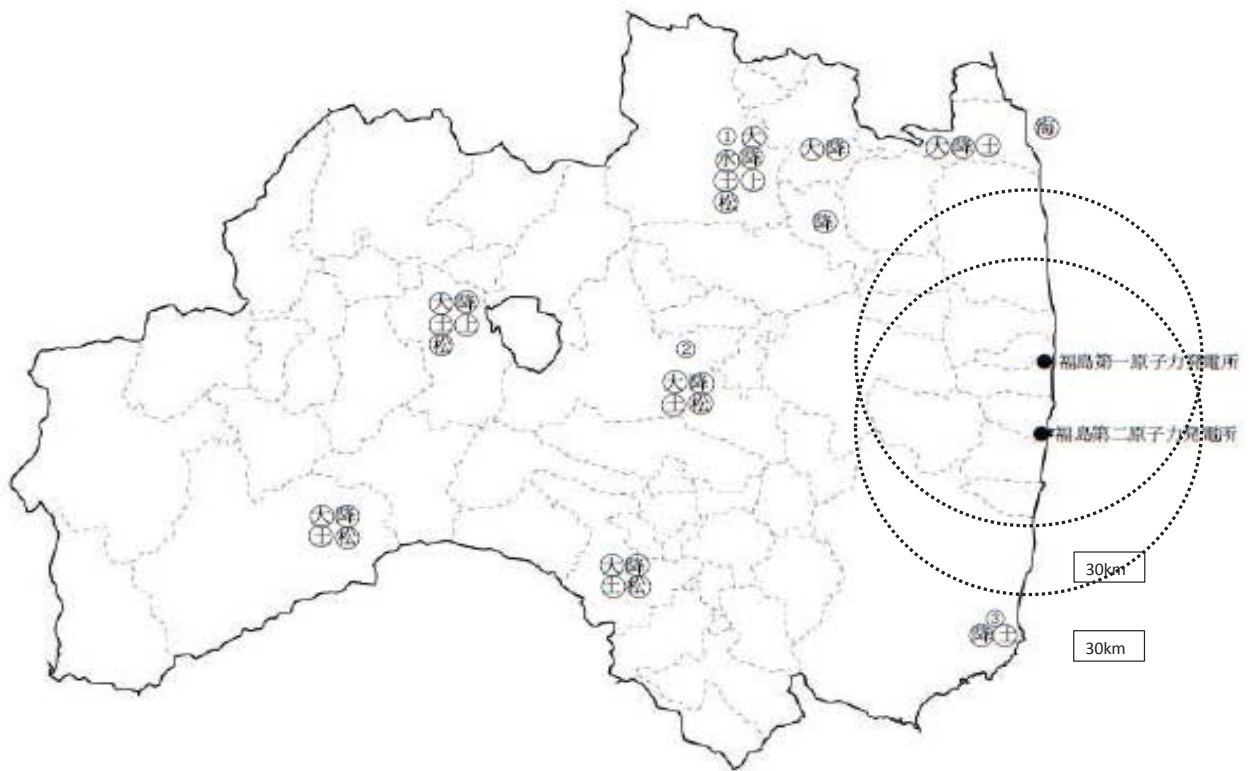 海
① 大
水 降
土 上
松
大 降
大 降 土
降
大 降
土 土
松
②
大 降
土 松
福島第一原子力発電所
福島第二原子力発電所
大 降
土 松
大 降
土 松
30km
③
降 土
30km